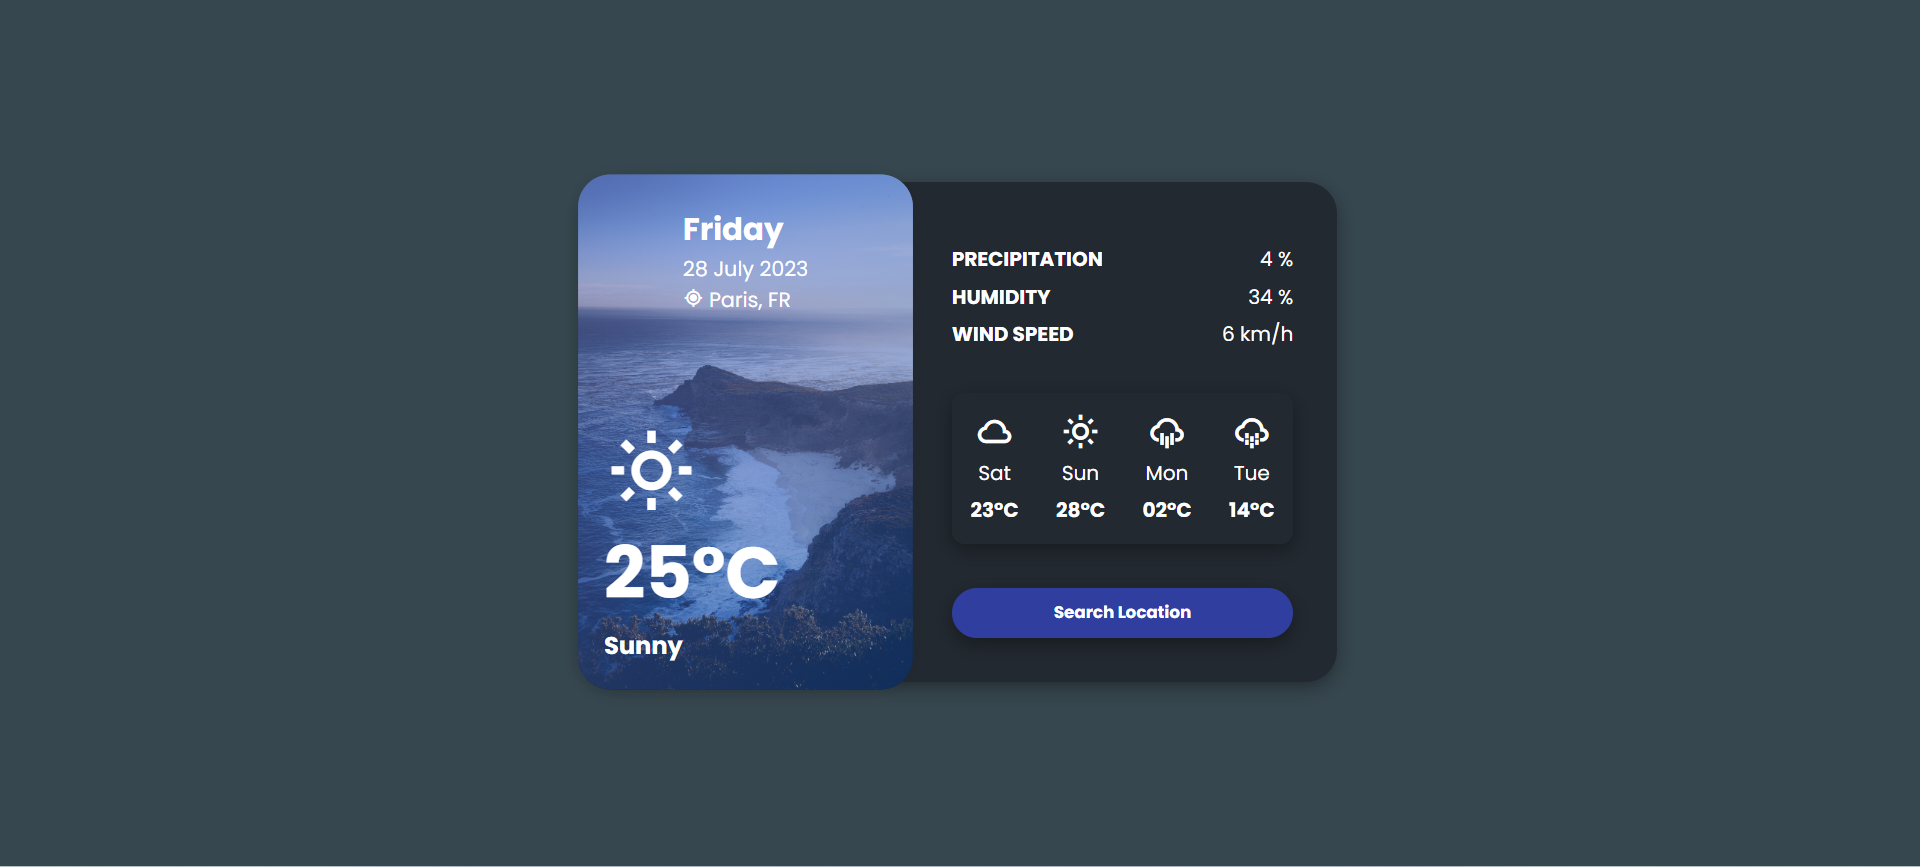 Friday
28 July 2023
Paris, FR
25°C
Sunny
PRECIPITATION 4 %
HUMIDITY 34 %
WIND SPEED 6 km/h
Sat Sun Mon Tue
23°C 28°C 02°C 14°C
Search Location